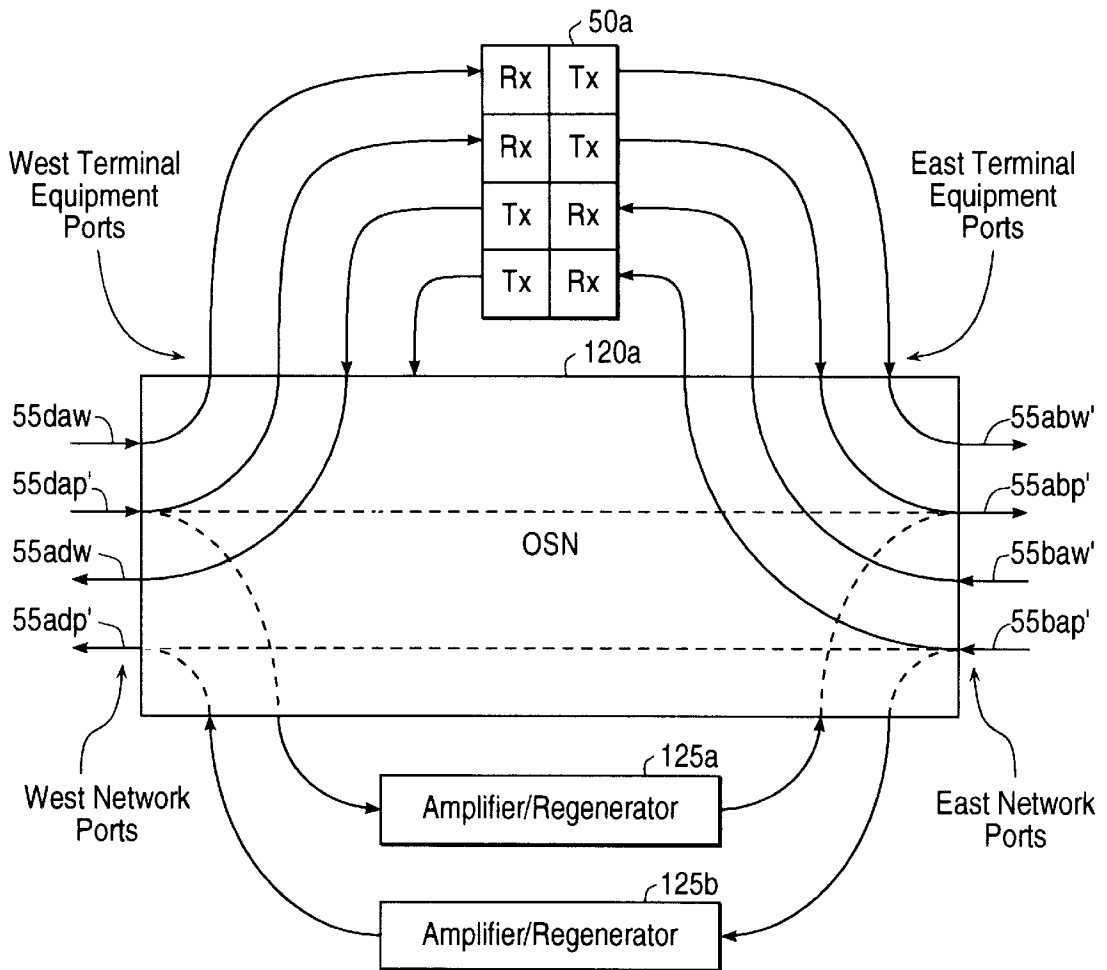 50a
Rx Tx
Rx Tx
Tx Rx
Tx Rx
West Terminal
Equipment
Ports
East Terminal
Equipment
Ports
120a
55daw
55dap'
55adw
55adp'
OSN
55abw'
55abp'
55baw'
55bap'
West Network
Ports
East Network
Ports
125a
Amplifier/Regenerator
125b
Amplifier/Regenerator